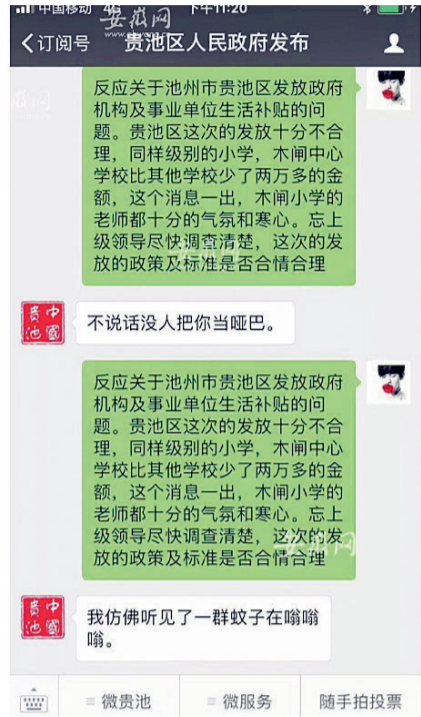 中国移动
下午11:20
安徽网
订阅号
贵池区人民政府发布
反应关于池州市贵池区发放政府
机构及事业单位生活补贴的问
题。贵池区这次的发放十分不合
理，同样级别的小学，木闸中心
学校比其他学校少了两万多的金
额，这个消息一出，木闸小学的
老师都十分的气氛和寒心。忘上
级领导尽快调查清楚，这次的发
放的政策及标准是否合情合理
中國
贵池
不说话没人把你当哑巴。
反应关于池州市贵池区发放政府
机构及事业单位生活补贴的问
题。贵池区这次的发放十分不合
理，同样级别的小学，木闸中心
学校比其他学校少了两万多的金
额，这个消息一出，木闸小学的
老师都十分的气氛和寒心。忘上
级领导尽快调查清楚，这次的发
放的政策及标准是否合情合理
安徽网
中國
贵池
我仿佛听见了一群蚊子在嗡嗡
嗡。
微贵池
微服务
随手拍投票